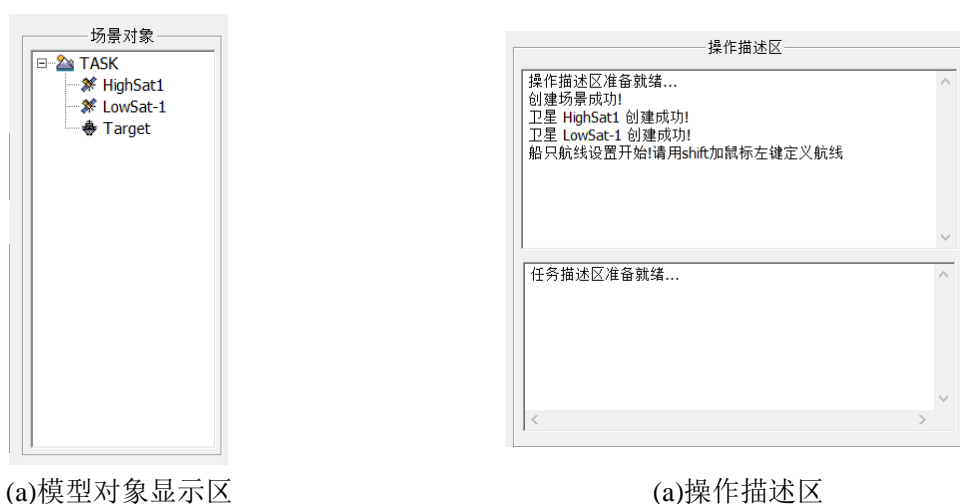 场景对象
TASK
HighSat1
LowSat-1
Target
(a)模型对象显示区
操作描述区
操作描述区准备就绪...
创建场景成功!
卫星 HighSat1 创建成功!
卫星 LowSat-1 创建成功!
船只航线设置开始!请用shift加鼠标左键定义航线
任务描述区准备就绪...
(a)操作描述区